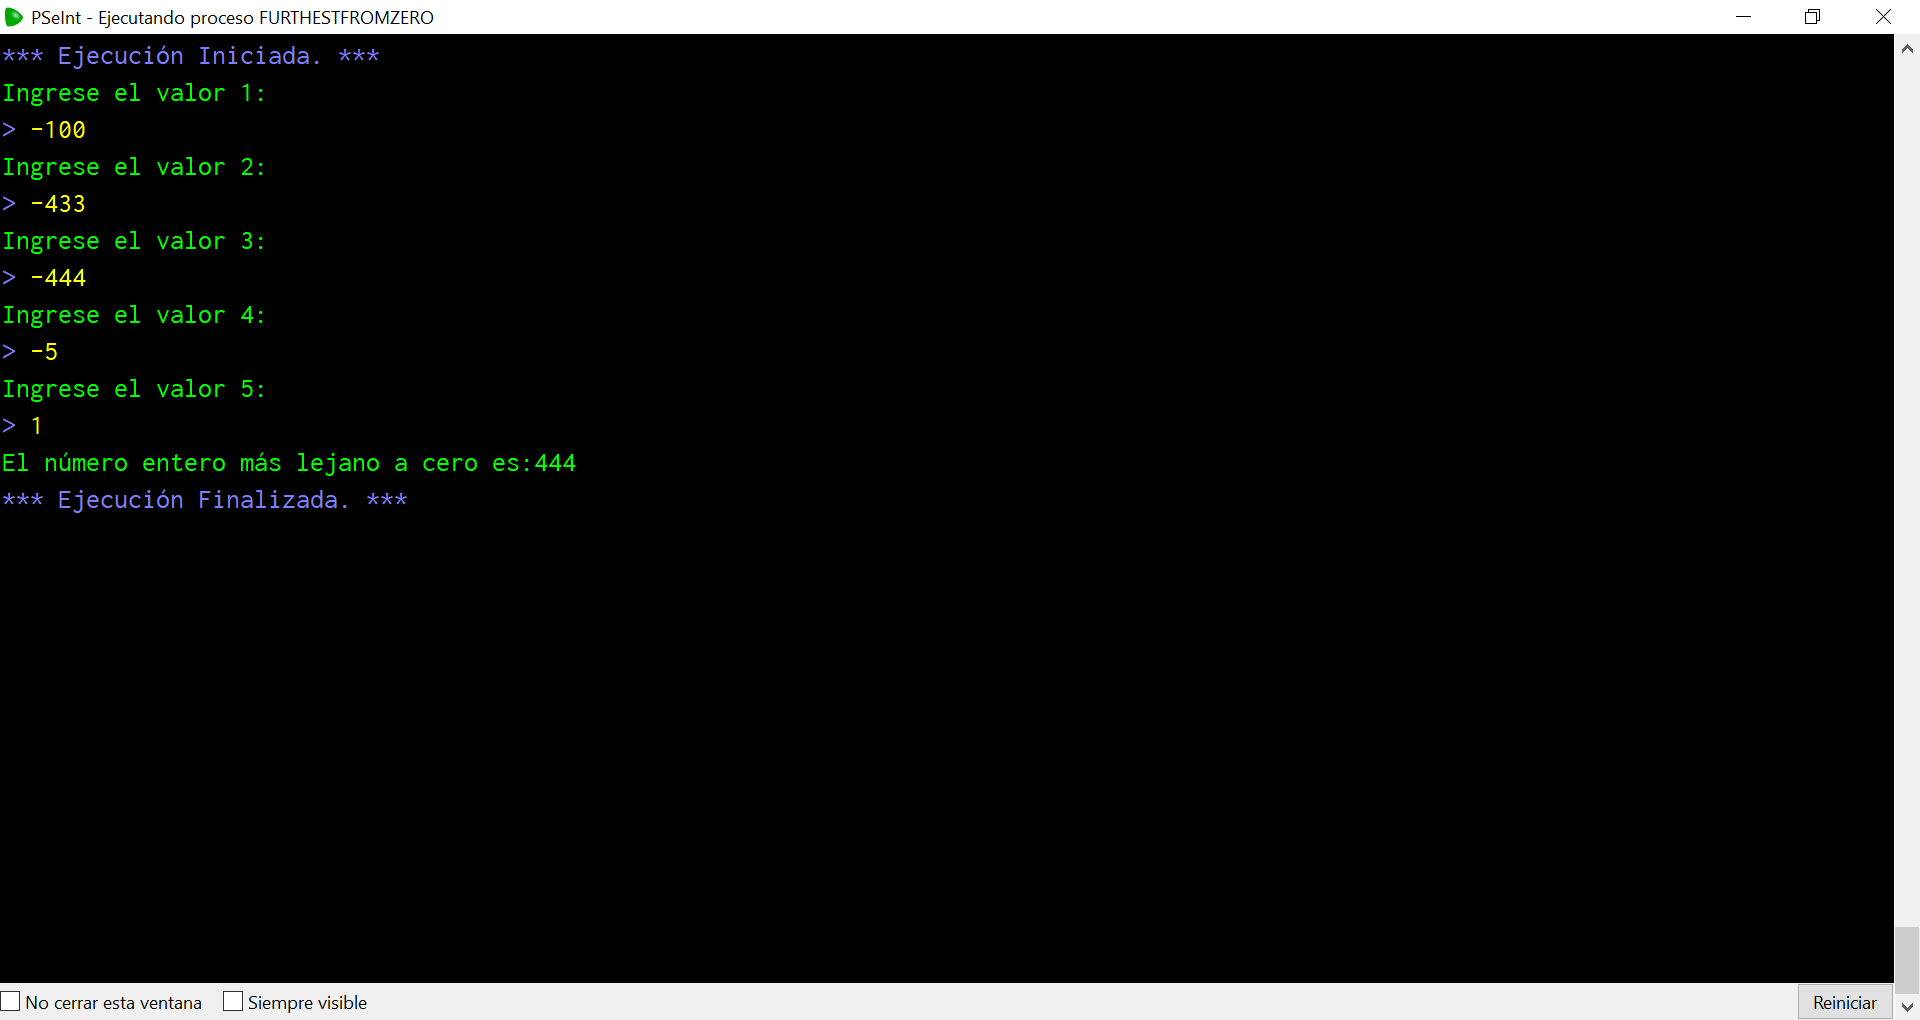 PSeInt - Ejecutando proceso FURTHESTFROMZERO
*** Ejecución Iniciada. ***
Ingrese el valor 1:
> -100
Ingrese el valor 2:
> -433
Ingrese el valor 3:
> -444
Ingrese el valor 4:
> -5
Ingrese el valor 5:
> 1
El número entero más lejano a cero es:444
*** Ejecución Finalizada. ***
No cerrar esta ventana Siempre visible Reiniciar